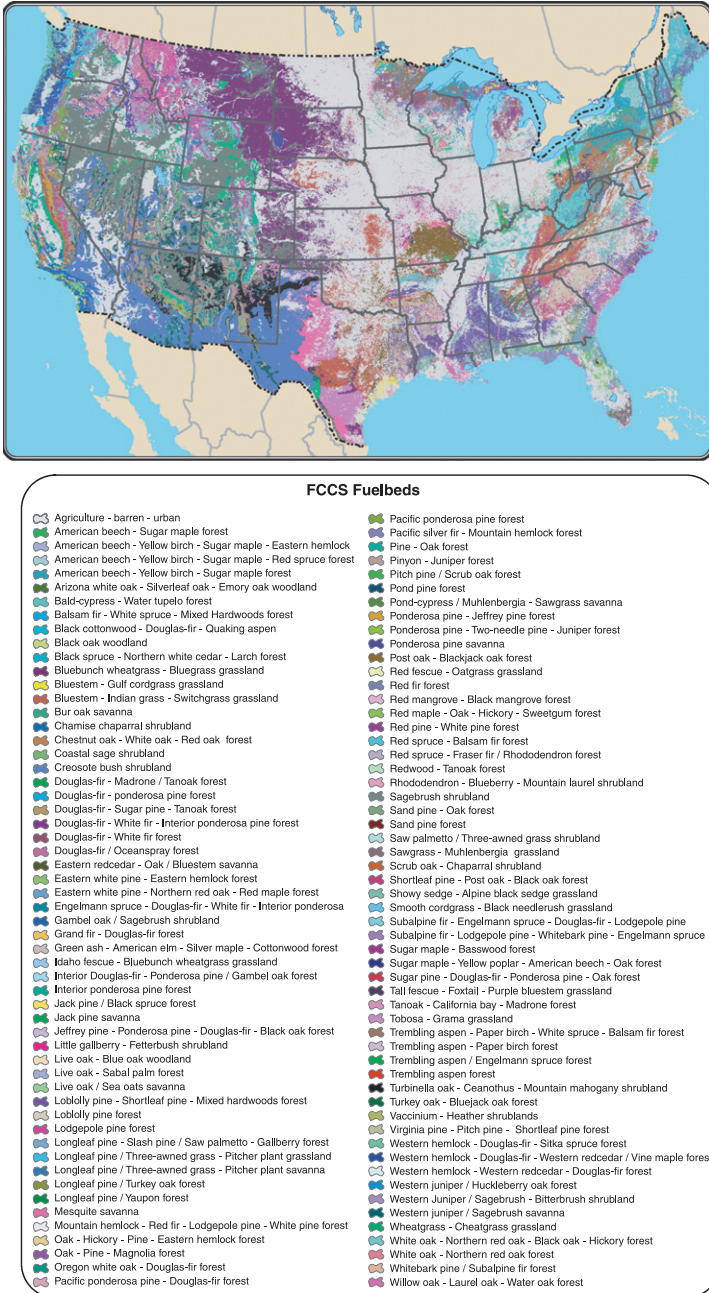 FCCS Fuelbeds
Agriculture - barren - urban
American beech - Sugar maple forest
American beech - Yellow birch - Sugar maple - Eastern hemlock
American beech - Yellow birch - Sugar maple - Red spruce forest
American beech - Yellow birch - Sugar maple forest
Arizona white oak - Silverleaf oak - Emory oak woodland
Bald-cypress - Water tupelo forest
Balsam fir - White spruce - Mixed Hardwoods forest
Black cottonwood - Douglas-fir - Quaking aspen
Black oak woodland
Black spruce - Northern white cedar - Larch forest
Bluebunch wheatgrass - Bluegrass grassland
Bluestem - Gulf cordgrass grassland
Bluestem - Indian grass - Switchgrass grassland
Bur oak savanna
Chamise chaparral shrubland
Chestnut oak - White oak - Red oak forest
Coastal sage shrubland
Creosote bush shrubland
Douglas-fir - Madrone / Tanoak forest
Douglas-fir - ponderosa pine forest
Douglas-fir - Sugar pine - Tanoak forest
Douglas-fir - White fir - Interior ponderosa pine forest
Douglas-fir - White fir forest
Douglas-fir / Oceanspray forest
Eastern redcedar - Oak / Bluestem savanna
Eastern white pine - Eastern hemlock forest
Eastern white pine - Northern red oak - Red maple forest
Engelmann spruce - Douglas-fir - White fir - Interior ponderosa
Gambel oak / Sagebrush shrubland
Grand fir - Douglas-fir forest
Green ash - American elm - Silver maple - Cottonwood forest
Idaho fescue - Bluebunch wheatgrass grassland
Interior Douglas-fir - Ponderosa pine / Gambel oak forest
Interior ponderosa pine forest
Jack pine / Black spruce forest
Jack pine savanna
Jeffrey pine - Ponderosa pine - Douglas-fir - Black oak forest
Little gallberry - Fetterbush shrubland
Live oak - Blue oak woodland
Live oak - Sabal palm forest
Live oak / Sea oats savanna
Loblolly pine - Shortleaf pine - Mixed hardwoods forest
Loblolly pine forest
Lodgepole pine forest
Longleaf pine - Slash pine / Saw palmetto - Gallberry forest
Longleaf pine / Three-awned grass - Pitcher plant grassland
Longleaf pine / Three-awned grass - Pitcher plant savanna
Longleaf pine / Turkey oak forest
Longleaf pine / Yaupon forest
Mesquite savanna
Mountain hemlock - Red fir - Lodgepole pine - White pine forest
Oak - Hickory - Pine - Eastern hemlock forest
Oak - Pine - Magnolia forest
Oregon white oak - Douglas-fir forest
Pacific ponderosa pine - Douglas-fir forest
Pacific ponderosa pine forest
Pacific silver fir - Mountain hemlock forest
Pine - Oak forest
Pinyon - Juniper forest
Pitch pine / Scrub oak forest
Pond pine forest
Pond-cypress / Muhlenbergia - Sawgrass savanna
Ponderosa pine - Jeffrey pine forest
Ponderosa pine - Two-needle pine - Juniper forest
Ponderosa pine savanna
Post oak - Blackjack oak forest
Red fescue - Oatgrass grassland
Red fir forest
Red mangrove - Black mangrove forest
Red maple - Oak - Hickory - Sweetgum forest
Red pine - White pine forest
Red spruce - Balsam fir forest
Red spruce - Fraser fir / Rhododendron forest
Redwood - Tanoak forest
Rhododendron - Blueberry - Mountain laurel shrubland
Sagebrush shrubland
Sand pine - Oak forest
Sand pine forest
Saw palmetto / Three-awned grass shrubland
Sawgrass - Muhlenbergia grassland
Scrub oak - Chaparral shrubland
Shortleaf pine - Post oak - Black oak forest
Showy sedge - Alpine black sedge grassland
Smooth cordgrass - Black needlerush grassland
Subalpine fir - Engelmann spruce - Douglas-fir - Lodgepole pine
Subalpine fir - Lodgepole pine - Whitebark pine - Engelmann spruce
Sugar maple - Basswood forest
Sugar maple - Yellow poplar - American beech - Oak forest
Sugar pine - Douglas-fir - Ponderosa pine - Oak forest
Tall fescue - Foxtail - Purple bluestem grassland
Tanoak - California bay - Madrone forest
Tobosa - Grama grassland
Trembling aspen - Paper birch - White spruce - Balsam fir forest
Trembling aspen - Paper birch forest
Trembling aspen / Engelmann spruce forest
Trembling aspen forest
Turbinella oak - Ceanothus - Mountain mahogany shrubland
Turkey oak - Bluejack oak forest
Vaccinium - Heather shrublands
Virginia pine - Pitch pine - Shortleaf pine forest
Western hemlock - Douglas-fir - Sitka spruce forest
Western hemlock - Douglas-fir - Western redcedar / Vine maple fores
Western hemlock - Western redcedar - Douglas-fir forest
Western juniper / Huckleberry oak forest
Western Juniper / Sagebrush - Bitterbrush shrubland
Western juniper / Sagebrush savanna
Wheatgrass - Cheatgrass grassland
White oak - Northern red oak - Black oak - Hickory forest
White oak - Northern red oak forest
Whitebark pine / Subalpine fir forest
Willow oak - Laurel oak - Water oak forest